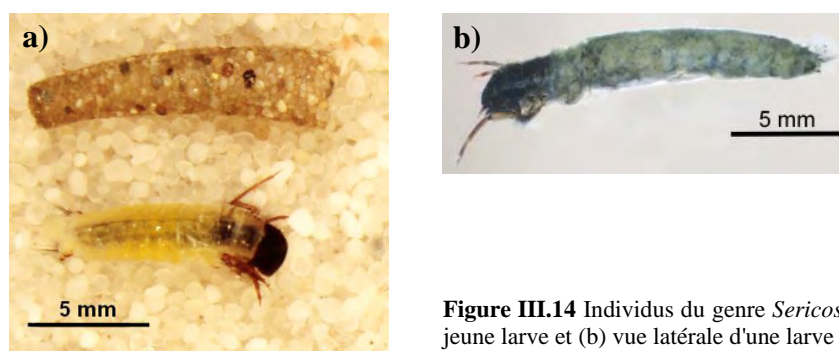 a)
5 mm
b)
5 mm
Figure III.14 Individus du genre
jeune larve et (b) vue latérale d'une larve